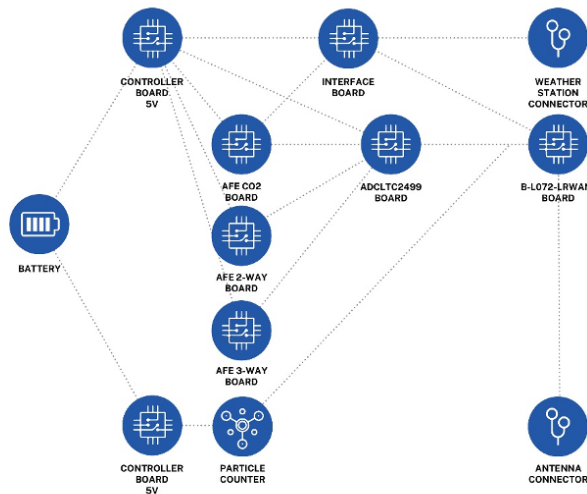 CONTROLLER
BOARD
5V
INTERFACE
BOARD
WEATHER
STATION
CONNECTOR
AFE CO2
BOARD
ADCLTC2499
BOARD
B-L072-LRWAN
BOARD
BATTERY
AFE 2-WAY
BOARD
AFE 3-WAY
BOARD
CONTROLLER
BOARD
5V
PARTICLE
COUNTER
ANTENNA
CONNECTOR